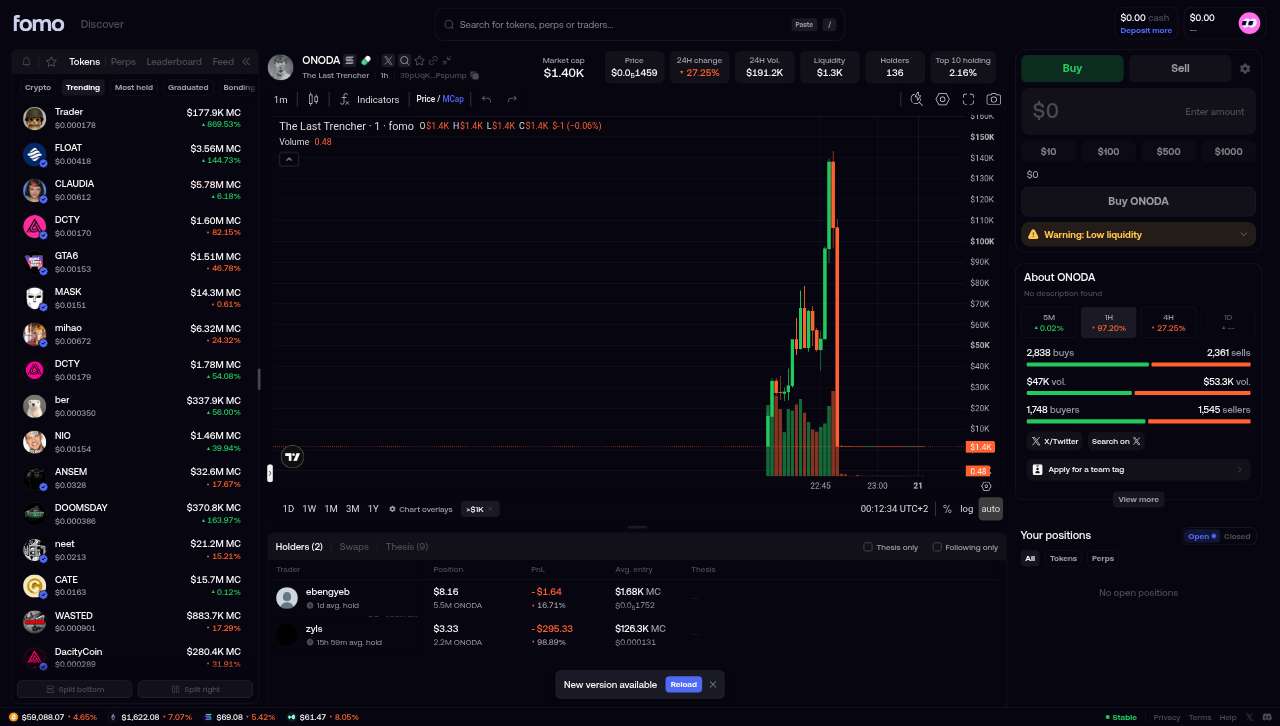 fomo
Discover
Search for tokens, perps or traders...
Paste
/
$0.00 cash
Deposit more
$0.00
—
Tokens Perps Leaderboard Feed
Crypto Trending Most held Graduated Bonding
Trader $177.9K MC
$0.000178 869.53%
FLOAT $3.56M MC
$0.00418 144.73%
CLAUDIA $5.78M MC
$0.00612 6.18%
DCTY $1.60M MC
$0.00170 82.15%
GTA6 $1.51M MC
$0.00153 46.78%
MASK $14.3M MC
$0.0151 0.61%
mihao $6.32M MC
$0.00672 24.32%
DCTY $1.78M MC
$0.00179 54.08%
ber $337.9K MC
$0.000350 56.00%
NIO $1.46M MC
$0.00154 39.94%
ANSEM $32.6M MC
$0.0328 17.67%
DOOMSDAY $370.8K MC
$0.000386 163.97%
neet $21.2M MC
$0.0213 15.21%
CATE $15.7M MC
$0.0163 0.12%
WASTED $883.7K MC
$0.000901 17.29%
DacityCoin $280.4K MC
$0.000289 31.91%
Split bottom Split right
ONODA
The Last Trencher 1h 39pUqK...Pspump
Market cap
$1.40K
Price
$0.0₅1459
24H change
27.25%
24H Vol.
$191.2K
Liquidity
$1.3K
Holders
136
Top 10 holding
2.16%
1m Indicators Price / MCap
The Last Trencher · 1 · fomo O$1.4K H$1.4K L$1.4K C$1.4K $-1 (−0.06%)
Volume 0.48
$160K
$150K
$140K
$130K
$120K
$110K
$100K
$90K
$80K
$70K
$60K
$50K
$40K
$30K
$20K
$10K
$1.4K
0.48
22:45 23:00 21
1D 1W 1M 3M 1Y Chart overlays >$1K
00:12:34 UTC+2 % log auto
Holders (2) Swaps Thesis (9)
Thesis only Following only
Trader Position PnL Avg. entry Thesis
ebengyeb $8.16 -$1.64 $1.68K MC
1d avg. hold 5.5M ONODA 16.71% $0.0₅1752
zyls $3.33 -$295.33 $126.3K MC
15h 59m avg. hold 2.2M ONODA 98.89% $0.000131
New version available Reload
Buy Sell
$0 Enter amount
$10 $100 $500 $1000
$0
Buy ONODA
Warning: Low liquidity
About ONODA
No description found
5M 1H 4H 1D
0.02% 97.20% 27.25% --
2,838 buys 2,361 sells
$47K vol. $53.3K vol.
1,748 buyers 1,545 sellers
X/Twitter Search on X
Apply for a team tag
View more
Your positions
Open Closed
All Tokens Perps
No open positions
$59,088.07 4.65% $1,622.08 7.07% $69.08 5.42% $61.47 8.05%
Stable Privacy Terms Help